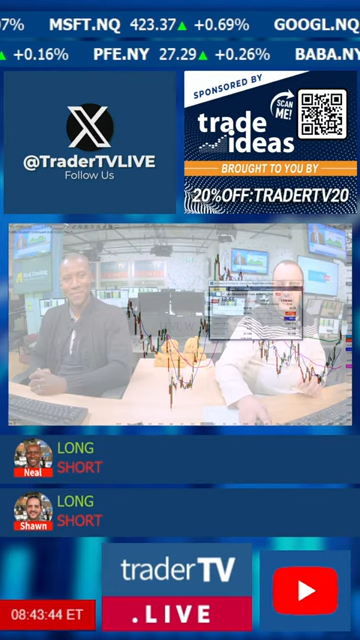 07% MSFT.NQ 423.37▲ +0.69% GOOGL.NQ
▲ +0.16% PFE.NY 27.29▲ +0.26% BABA.NY
X
@TraderTVLIVE
Follow Us
SPONSORED BY
SCAN ME!
trade
ideas
BROUGHT TO YOU BY
20%OFF:TRADERTV20
Neal
LONG
SHORT
Shawn
LONG
SHORT
08:43:44 ET
traderTV
.LIVE